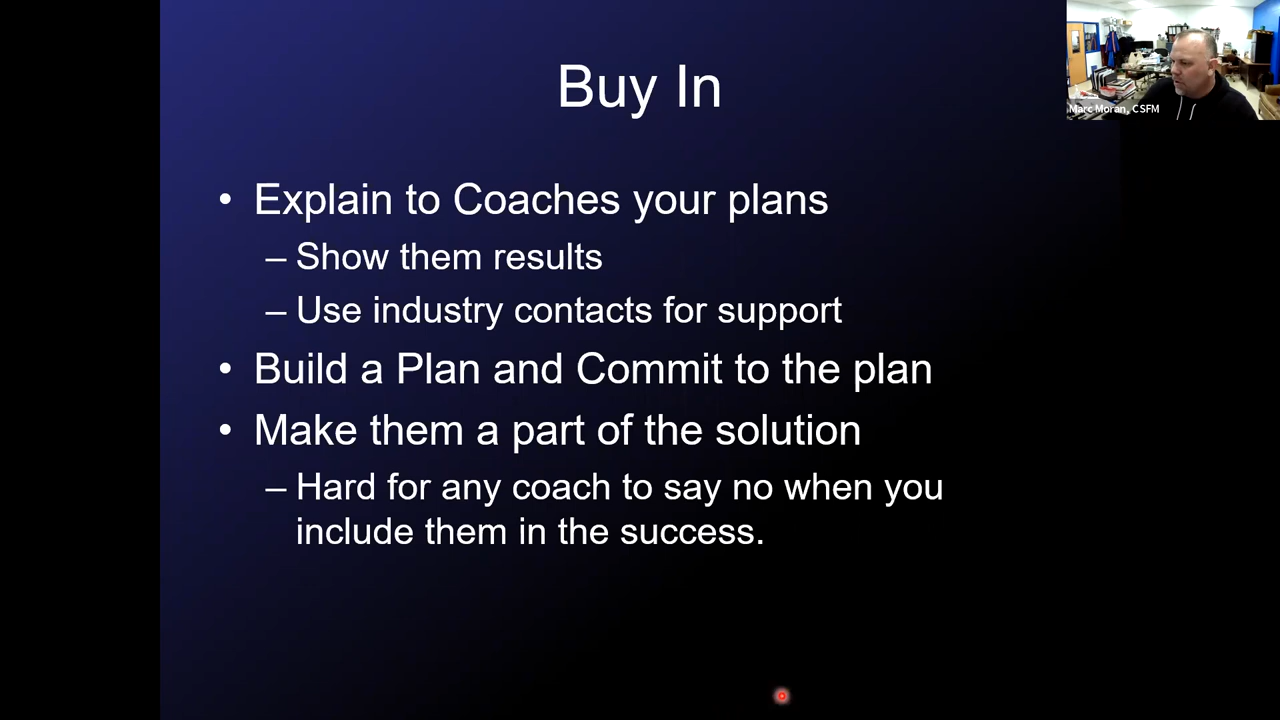 Buy In
• Explain to Coaches your plans
– Show them results
– Use industry contacts for support
• Build a Plan and Commit to the plan
• Make them a part of the solution
– Hard for any coach to say no when you
include them in the success.
Marc Moran, CSFM